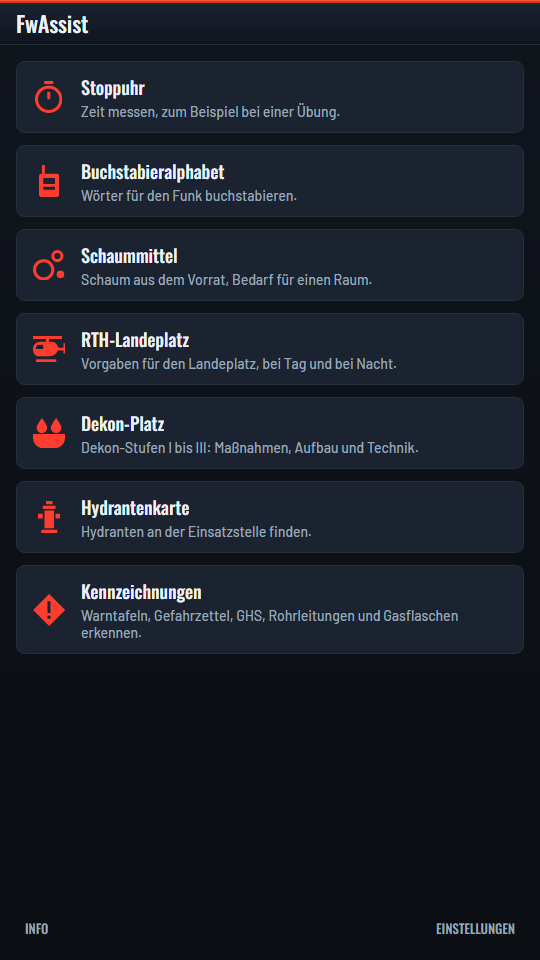 FwAssist
Stoppuhr
Zeit messen, zum Beispiel bei einer Übung.
Buchstabieralphabet
Wörter für den Funk buchstabieren.
Schaummittel
Schaum aus dem Vorrat, Bedarf für einen Raum.
RTH-Landeplatz
Vorgaben für den Landeplatz, bei Tag und bei Nacht.
Dekon-Platz
Dekon-Stufen I bis III: Maßnahmen, Aufbau und Technik.
Hydrantenkarte
Hydranten an der Einsatzstelle finden.
Kennzeichnungen
Warntafeln, Gefahrzettel, GHS, Rohrleitungen und Gasflaschen
erkennen.
INFO
EINSTELLUNGEN